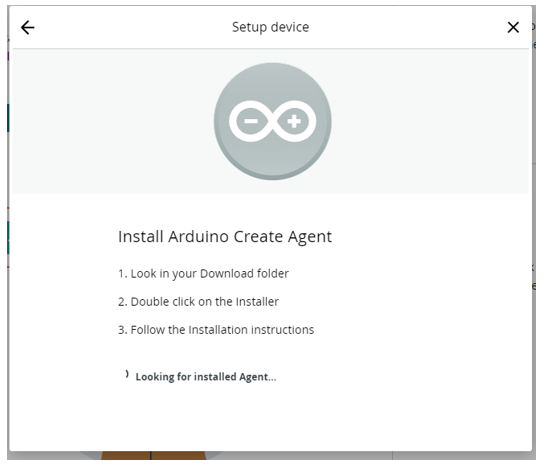 Setup device
Install Arduino Create Agent
1. Look in your Download folder
2. Double click on the Installer
3. Follow the Installation instructions
Looking for installed Agent...